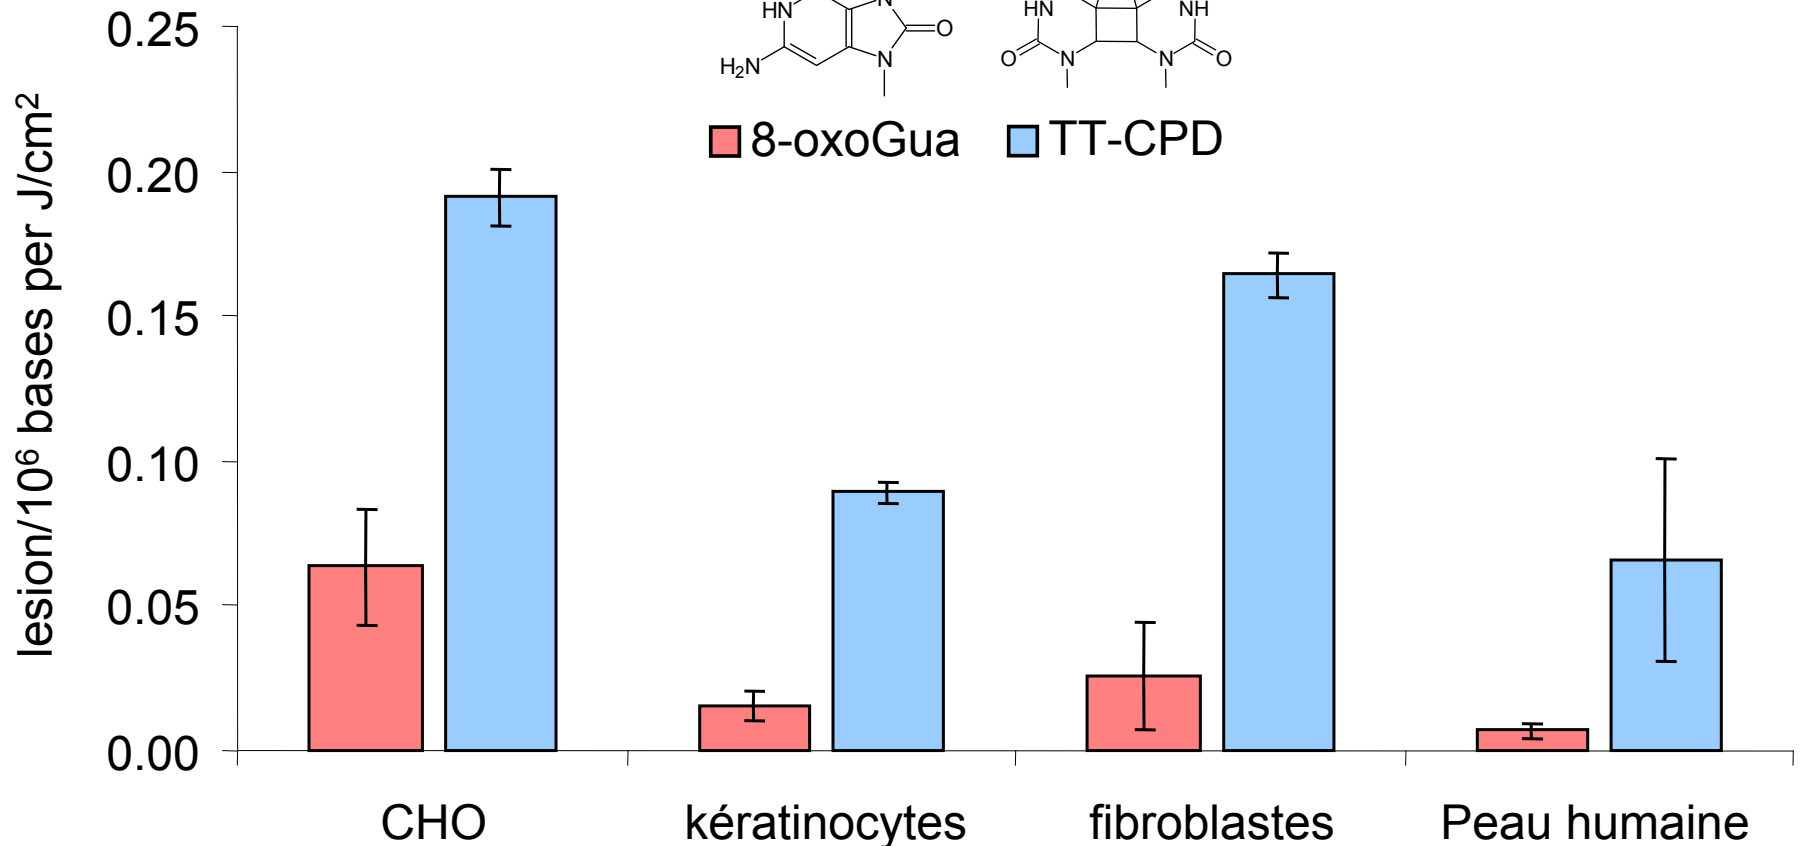 lesion/10⁶ bases per J/cm²
0.25
0.20
0.15
0.10
0.05
0.00
HN
N
O
H₂N
N
HN
NH
O
N
N
O
8-oxoGua
TT-CPD
CHO
kératinocytes
fibroblastes
Peau humaine